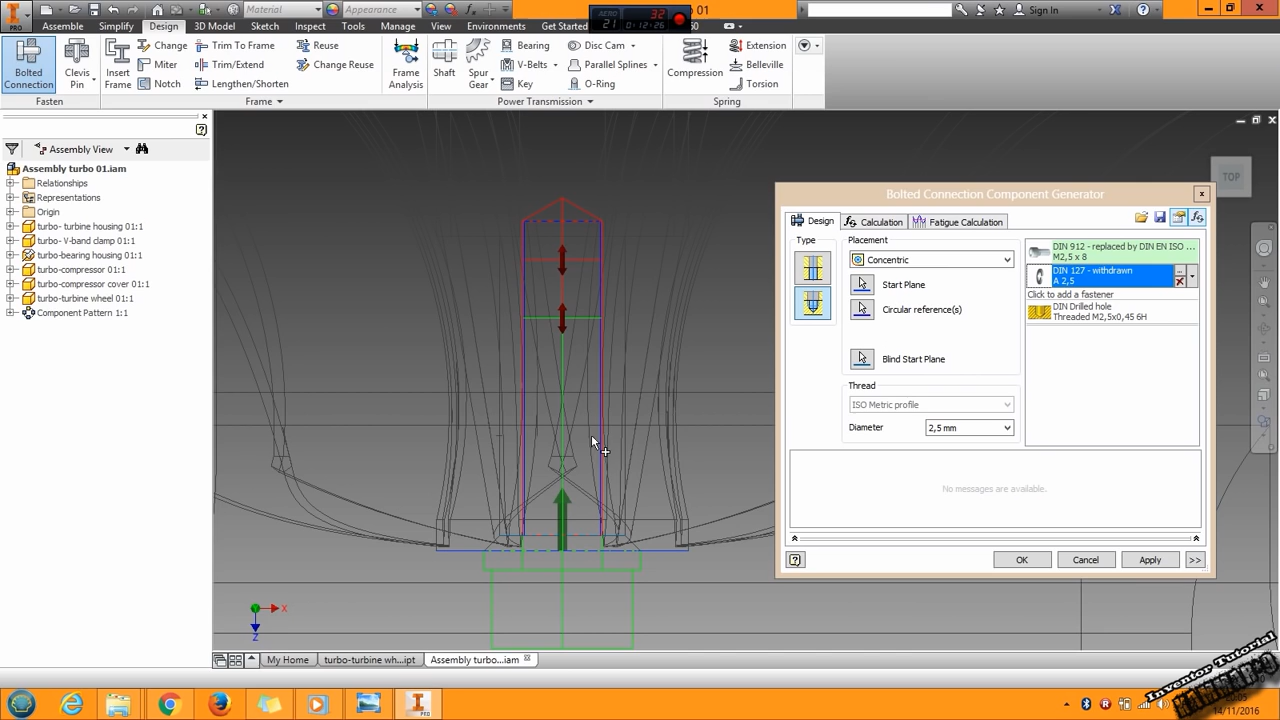 Material
Appearance
01
32
21
0:12:26
Sign In
Assembly Simplify Design 3D Model Sketch Inspect Tools Manage View Environments Get Started
60
Bolted Connection
Clevis Pin
Fasten
Insert Frame
Change
Miter
Notch
Trim To Frame
Trim/Extend
Lengthen/Shorten
Reuse
Change Reuse
Frame Analysis
Frame
Shaft
Spur Gear
Bearing
V-Belts
Key
Disc Cam
Parallel Splines
O-Ring
Power Transmission
Compression
Extension
Belleville
Torsion
Spring
Assembly View
Assembly turbo 01.iam
Relationships
Representations
Origin
turbo- turbine housing 01:1
turbo- V-band clamp 01:1
turbo-bearing housing 01:1
turbo-compressor 01:1
turbo-compressor cover 01:1
turbo-turbine wheel 01:1
Component Pattern 1:1
TOP
Bolted Connection Component Generator
Design
Calculation
Fatigue Calculation
Type
Placement
Concentric
Start Plane
Circular reference(s)
Blind Start Plane
Thread
ISO Metric profile
Diameter
2,5 mm
DIN 912 - replaced by DIN EN ISO ...
M2,5 x 8
DIN 127 - withdrawn
A 2,5
Click to add a fastener
DIN Drilled hole
Threaded M2,5x0,45 6H
No messages are available.
OK
Cancel
Apply
>>
X
Z
My Home
turbo-turbine wh...ipt
Assembly turbo...iam
PRO
Inventor Tutorial
14/11/2016